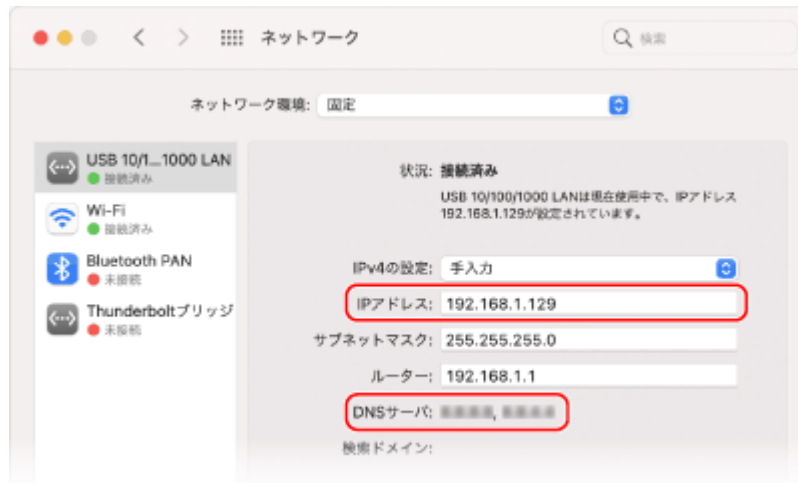 ネットワーク
検索
ネットワーク環境: 固定
USB 10/1...1000 LAN
接続済み
Wi-Fi
接続済み
Bluetooth PAN
未接続
Thunderboltブリッジ
未接続
状況: 接続済み
USB 10/100/1000 LANは現在使用中で、IPアドレス
192.168.1.129が設定されています。
IPv4の設定: 手入力
IPアドレス: 192.168.1.129
サブネットマスク: 255.255.255.0
ルーター: 192.168.1.1
DNSサーバ:
検索ドメイン: